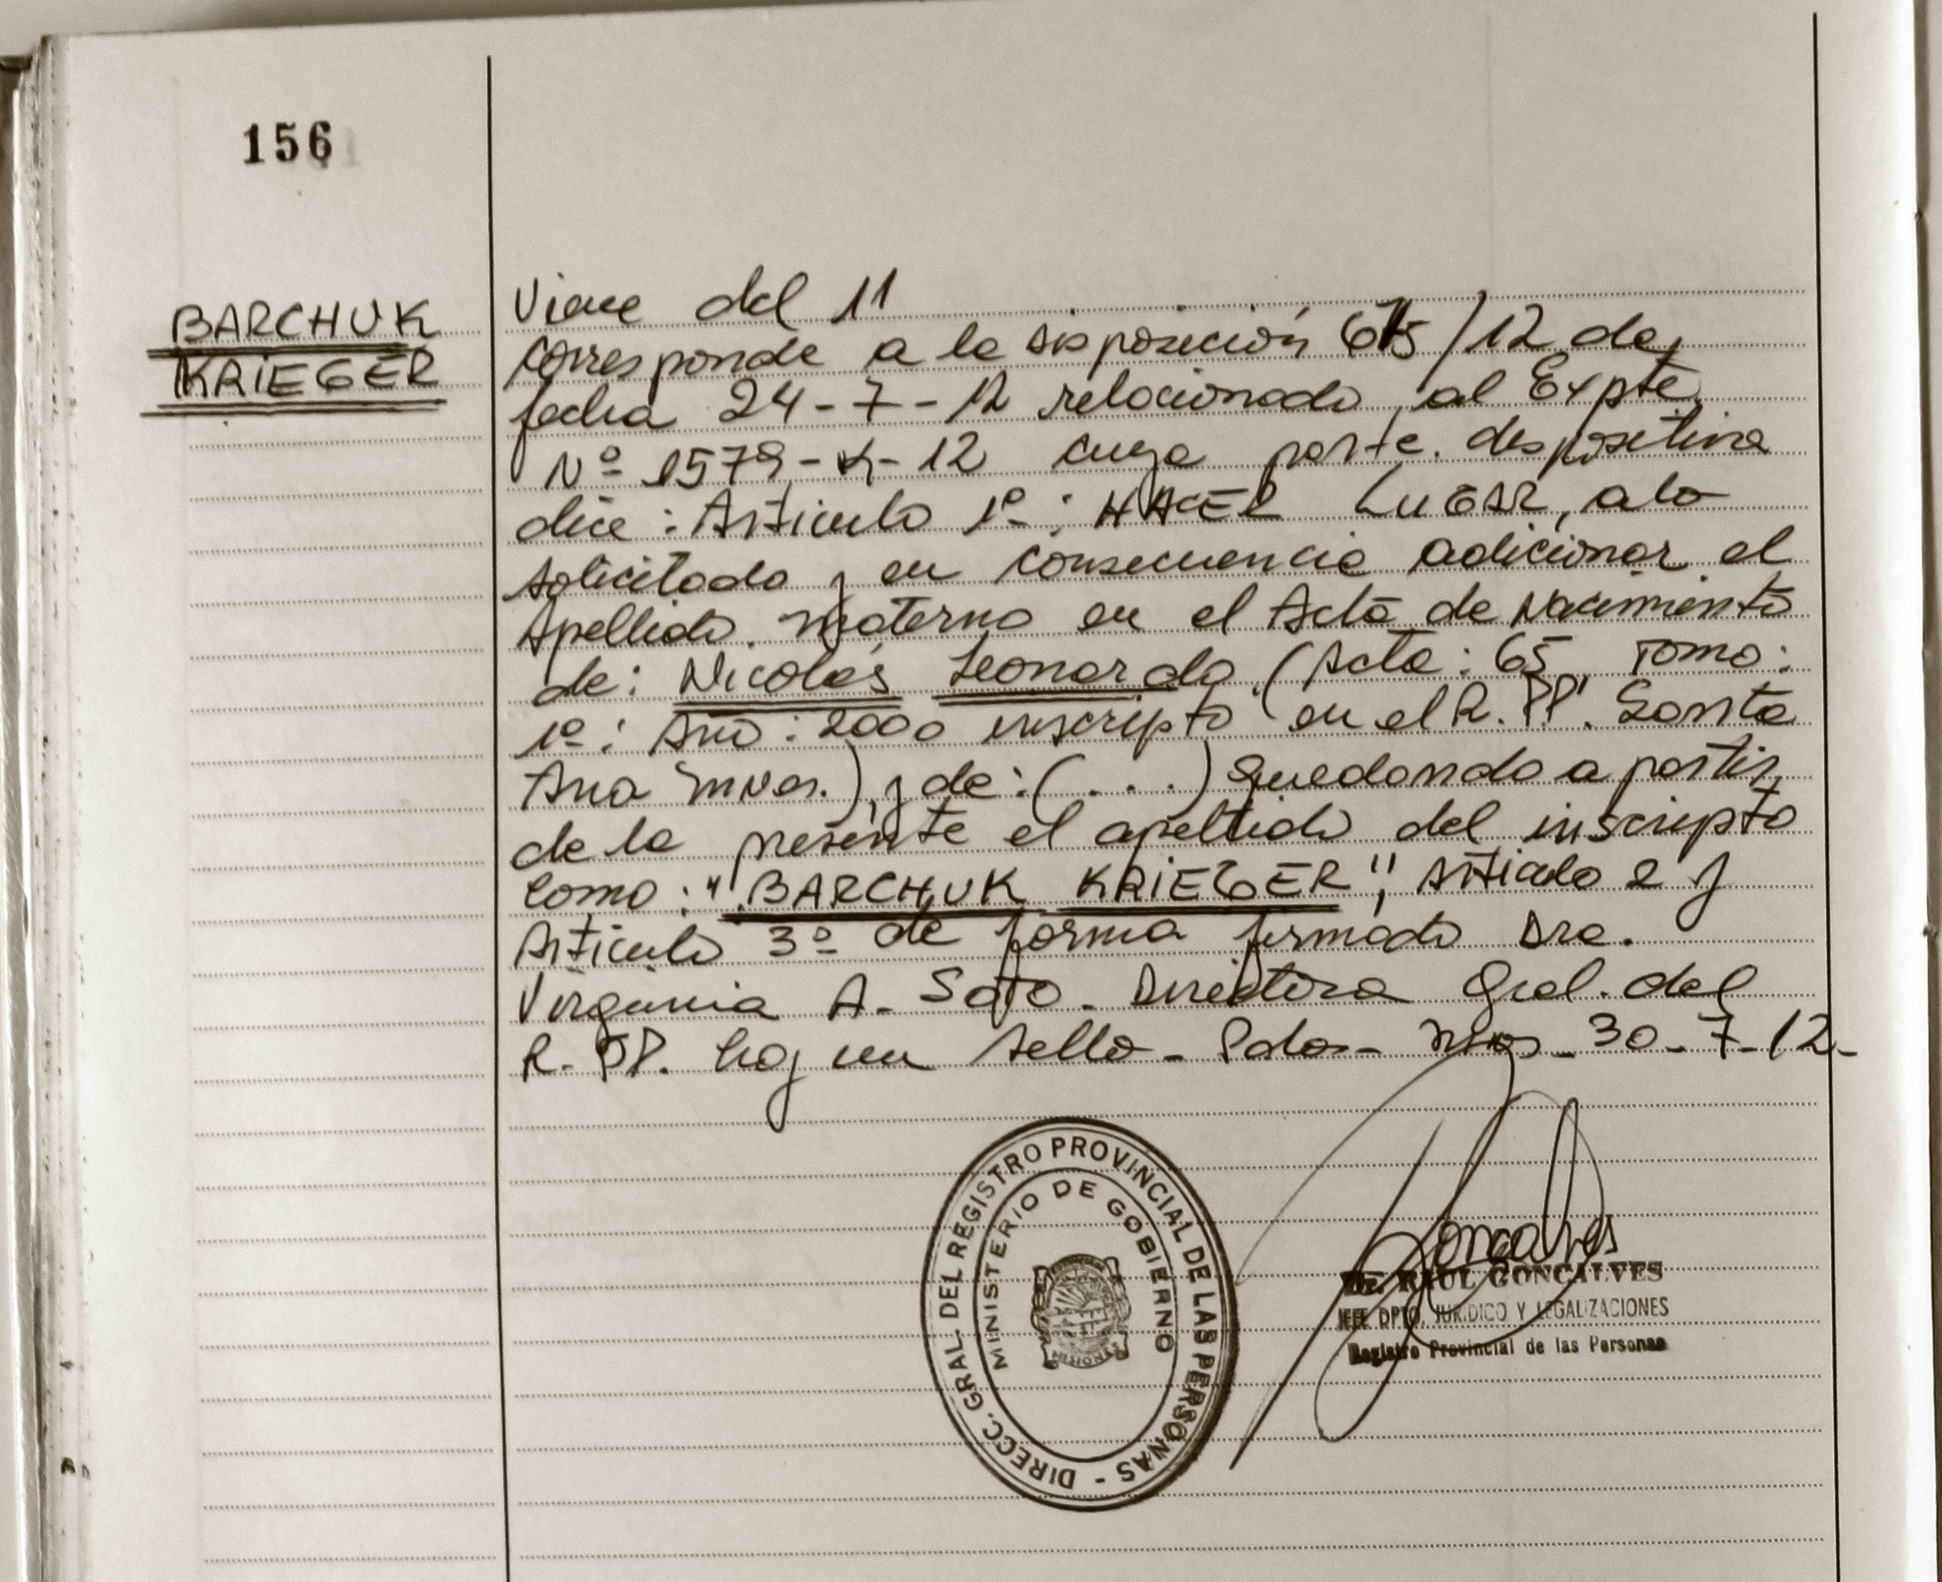 156
BARCHUK
KRIEGER
Viene del 11
corresponde a la disposición 615/12 de
fecha 24-7-12 relacionado al Expte
Nº 1579-K-12 cuya parte. dispositiva
dice: Artículo 1º: HACER LUGAR, a lo
solicitado y en consecuencia adicionar el
Apellido. materno en el Acta de Nacimiento
de: Nicolás Leonardo (Acta: 65 Tomo:
1º: Año: 2000 inscripto en el R.PP. Santa
Ana Mnes.), y de: (...) Quedando a partir
de la presente el apellido del inscripto
como: "BARCHUK KRIEGER", Artículo 2 y
Artículo 3º de forma firmado Dra.
Virginia A. Soto. Directora Gral. del
R.PP. hay un sello - Pdas - Mnes - 30-7-12-
DIRECC. GRAL. DEL REGISTRO PROVINCIAL DE LAS PERSONAS -
MINISTERIO DE GOBIERNO
MISIONES
Goncalves
Dr. RAUL GONCALVES
JEFE DPTO. JURIDICO Y LEGALIZACIONES
Registro Provincial de las Personas